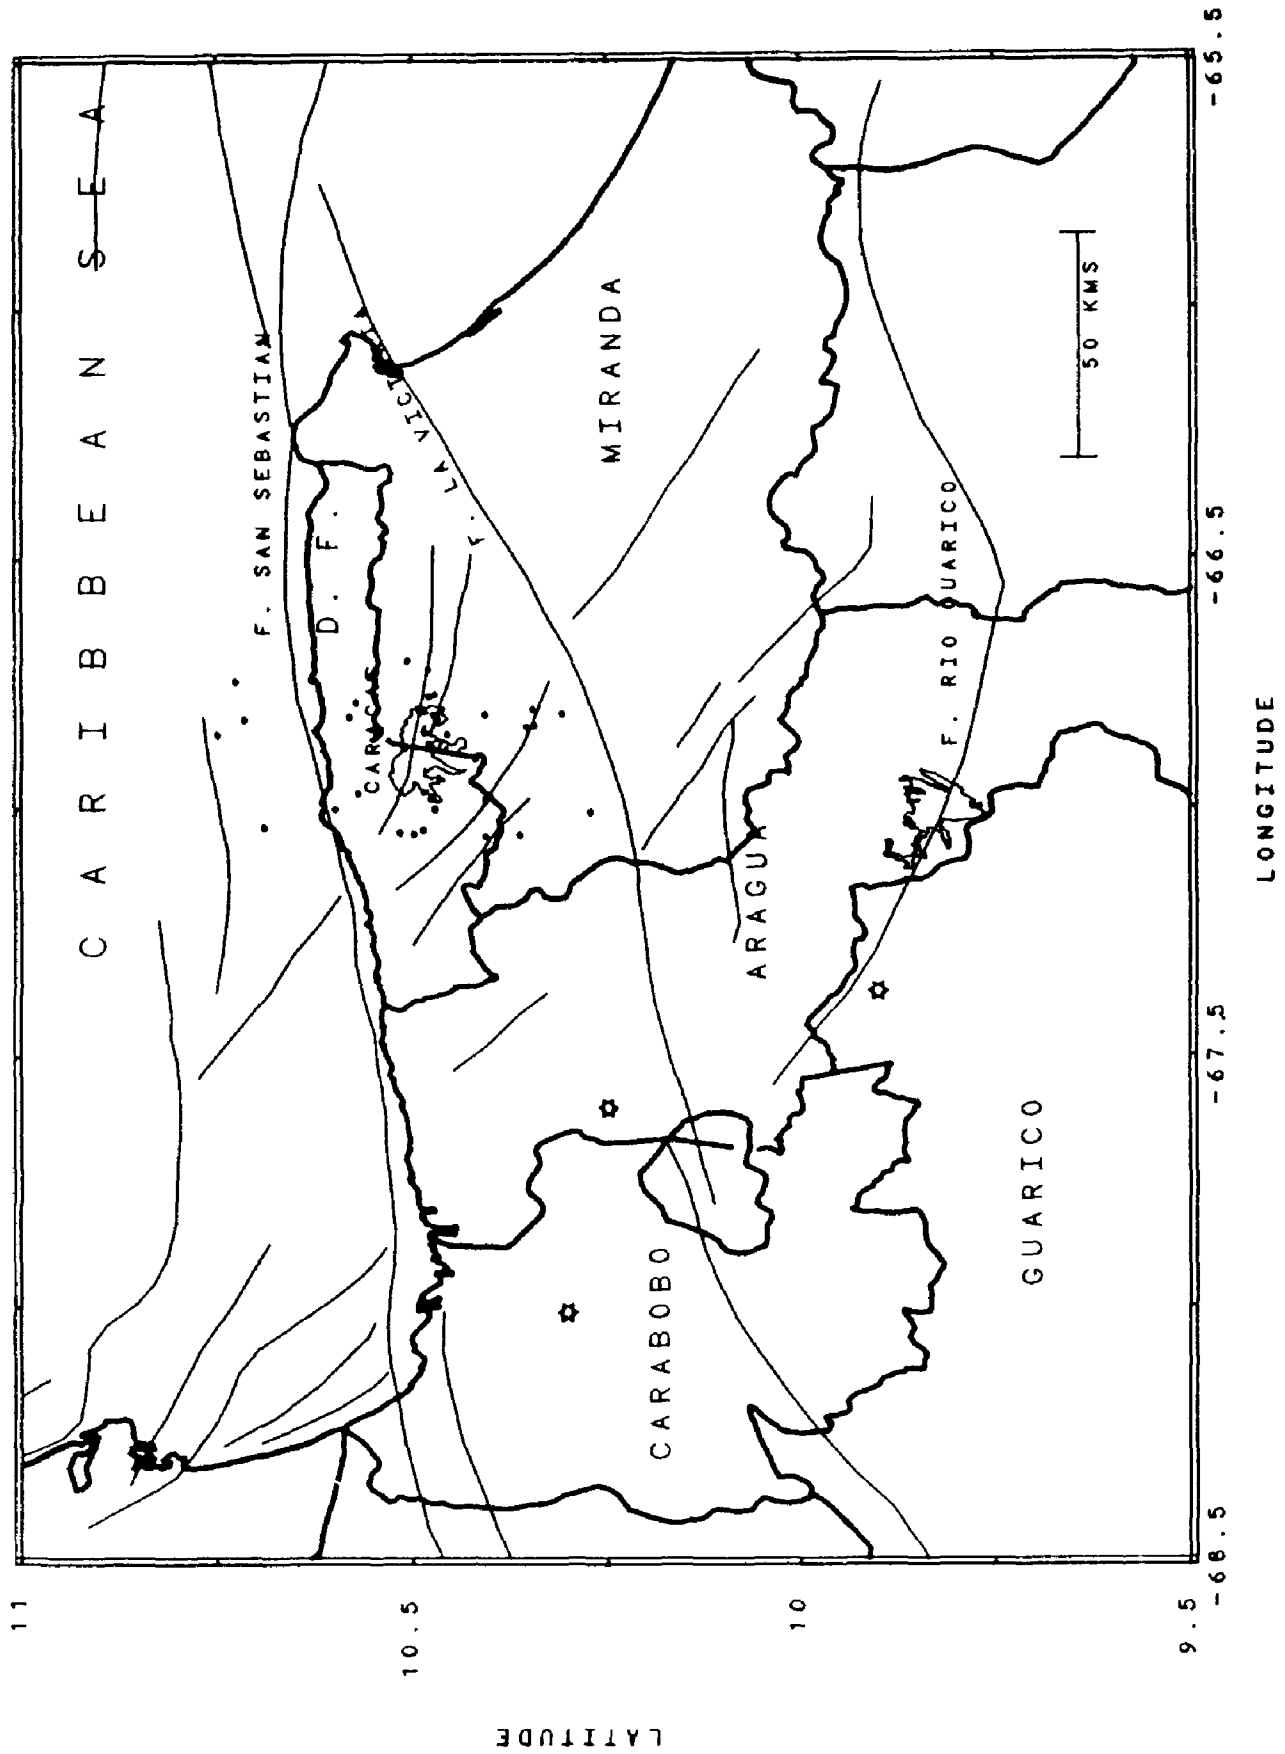 CARIBBEAN SEA
F. SAN SEBASTIAN
D. F.
CARACAS
F. LA
MIRANDA
ARAGUA
F. RIO GUARICO
50 KMS
CARABOBO
GUARICO
11
10.5
10
9.5
LATITUDE
-68.5
-67.5
-66.5
-65.5
LONGITUDE